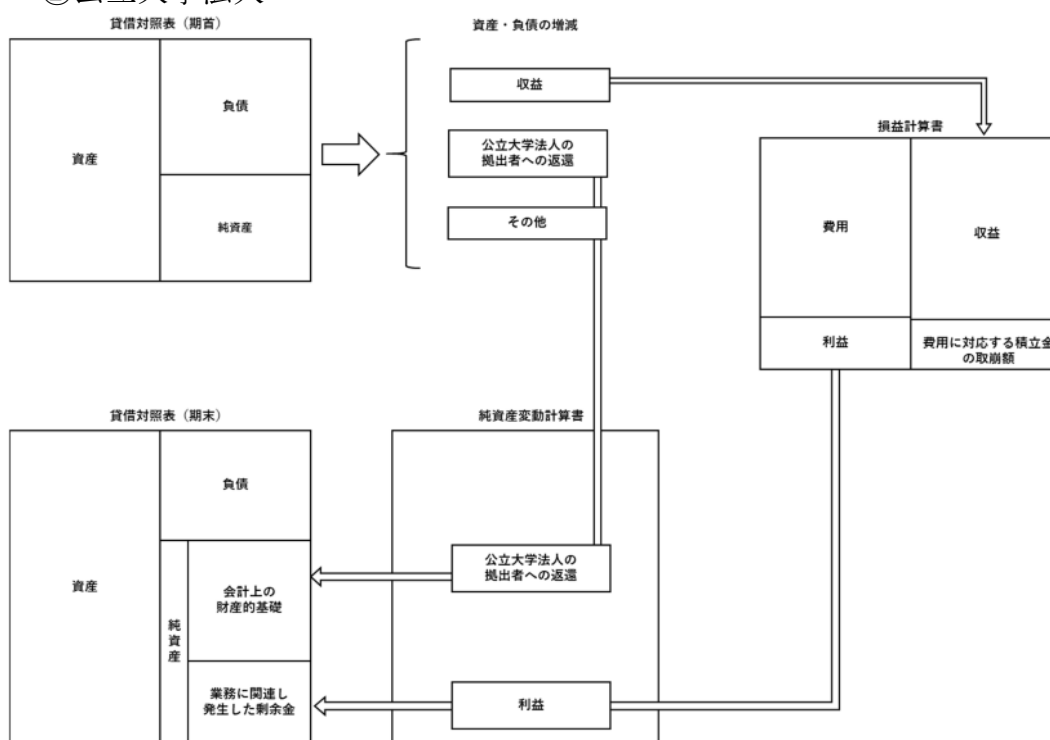 公立大学法人
貸借対照表（期首）
資産・負債の増減
資産
負債
純資産
収益
公立大学法人の
拠出者への返還
その他
損益計算書
費用
収益
利益
費用に対応する積立金
の取崩額
貸借対照表（期末）
純資産変動計算書
資産
負債
純資産
会計上の
財産的基礎
業務に関連し
発生した剰余金
公立大学法人の
拠出者への返還
利益